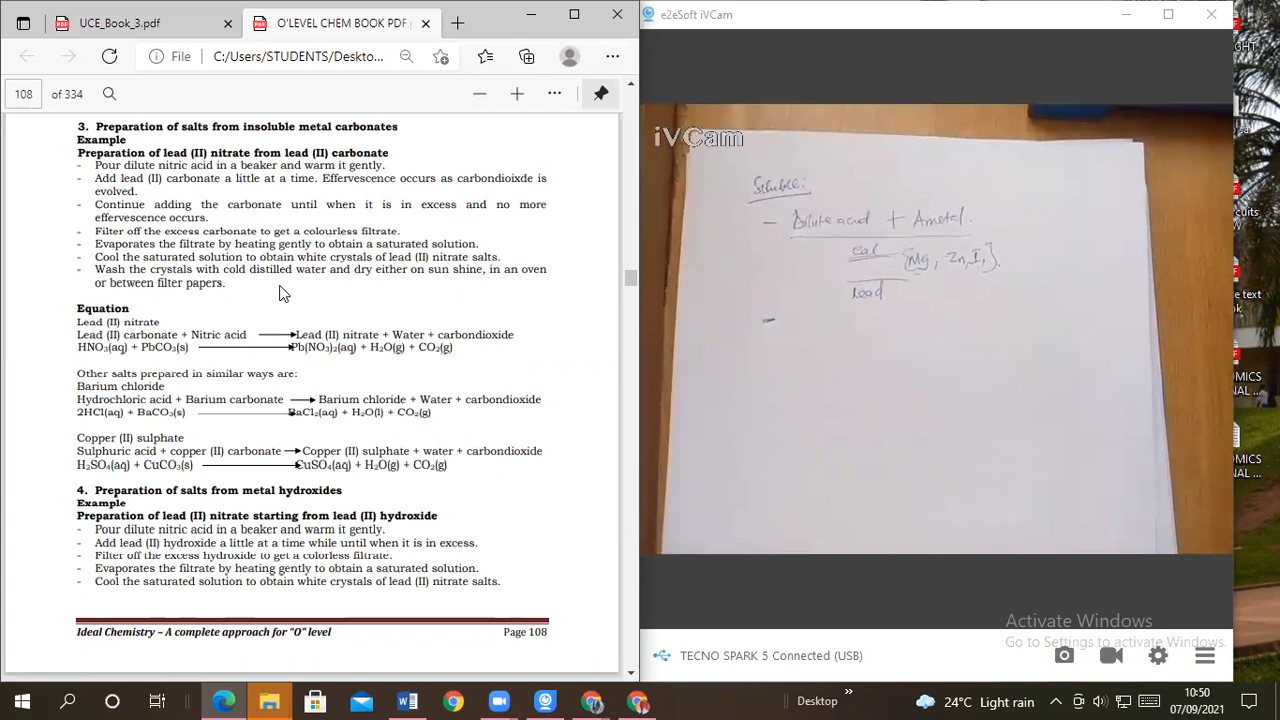 UCE_Book_3.pdf
O'LEVEL CHEM BOOK PDF.
File
C:/Users/STUDENTS/Deskto...
108 of 334
3. Preparation of salts from insoluble metal carbonates
Example
Preparation of lead (II) nitrate from lead (II) carbonate
- Pour dilute nitric acid in a beaker and warm it gently.
- Add lead (II) carbonate a little at a time. Effervescence occurs as carbondioixde is
evolved.
- Continue adding the carbonate until when it is in excess and no more
effervescence occurs.
- Filter off the excess carbonate to get a colourless filtrate.
- Evaporates the filtrate by heating gently to obtain a saturated solution.
- Cool the saturated solution to obtain white crystals of lead (II) nitrate salts.
- Wash the crystals with cold distilled water and dry either on sun shine, in an oven
or between filter papers.
Equation
Lead (II) nitrate
Lead (II) carbonate + Nitric acid → Lead (II) nitrate + Water + carbondioxide
HNO₃(aq) + PbCO₃(s) → Pb(NO₃)₂(aq) + H₂O(g) + CO₂(g)
Other salts prepared in similar ways are:
Barium chloride
Hydrochloric acid + Barium carbonate → Barium chloride + Water + carbondioxide
2HCl(aq) + BaCO₃(s) → BaCl₂(aq) + H₂O(l) + CO₂(g)
Copper (II) sulphate
Sulphuric acid + copper (II) carbonate → Copper (II) sulphate + water + carbondioxide
H₂SO₄(aq) + CuCO₃(s) → CuSO₄(aq) + H₂O(g) + CO₂(g)
4. Preparation of salts from metal hydroxides
Example
Preparation of lead (II) nitrate starting from lead (II) hydroxide
- Pour dilute nitric acid in a beaker and warm it gently.
- Add lead (II) hydroxide a little at a time while until when it is in excess.
- Filter off the excess hydroxide to get a colorless filtrate.
- Evaporates the filtrate by heating gently to obtain a saturated solution.
- Cool the saturated solution to obtain white crystals of lead (II) nitrate salts.
Ideal Chemistry – A complete approach for "O" level Page 108
e2eSoft iVCam
iVCam
Soluble:
- Dilute acid + A metal.
cal {Mg, Zn,
Lead
-
Activate Windows
Go to Settings to activate Windows.
TECNO SPARK 5 Connected (USB)
Desktop
24°C Light rain
10:50
07/09/2021